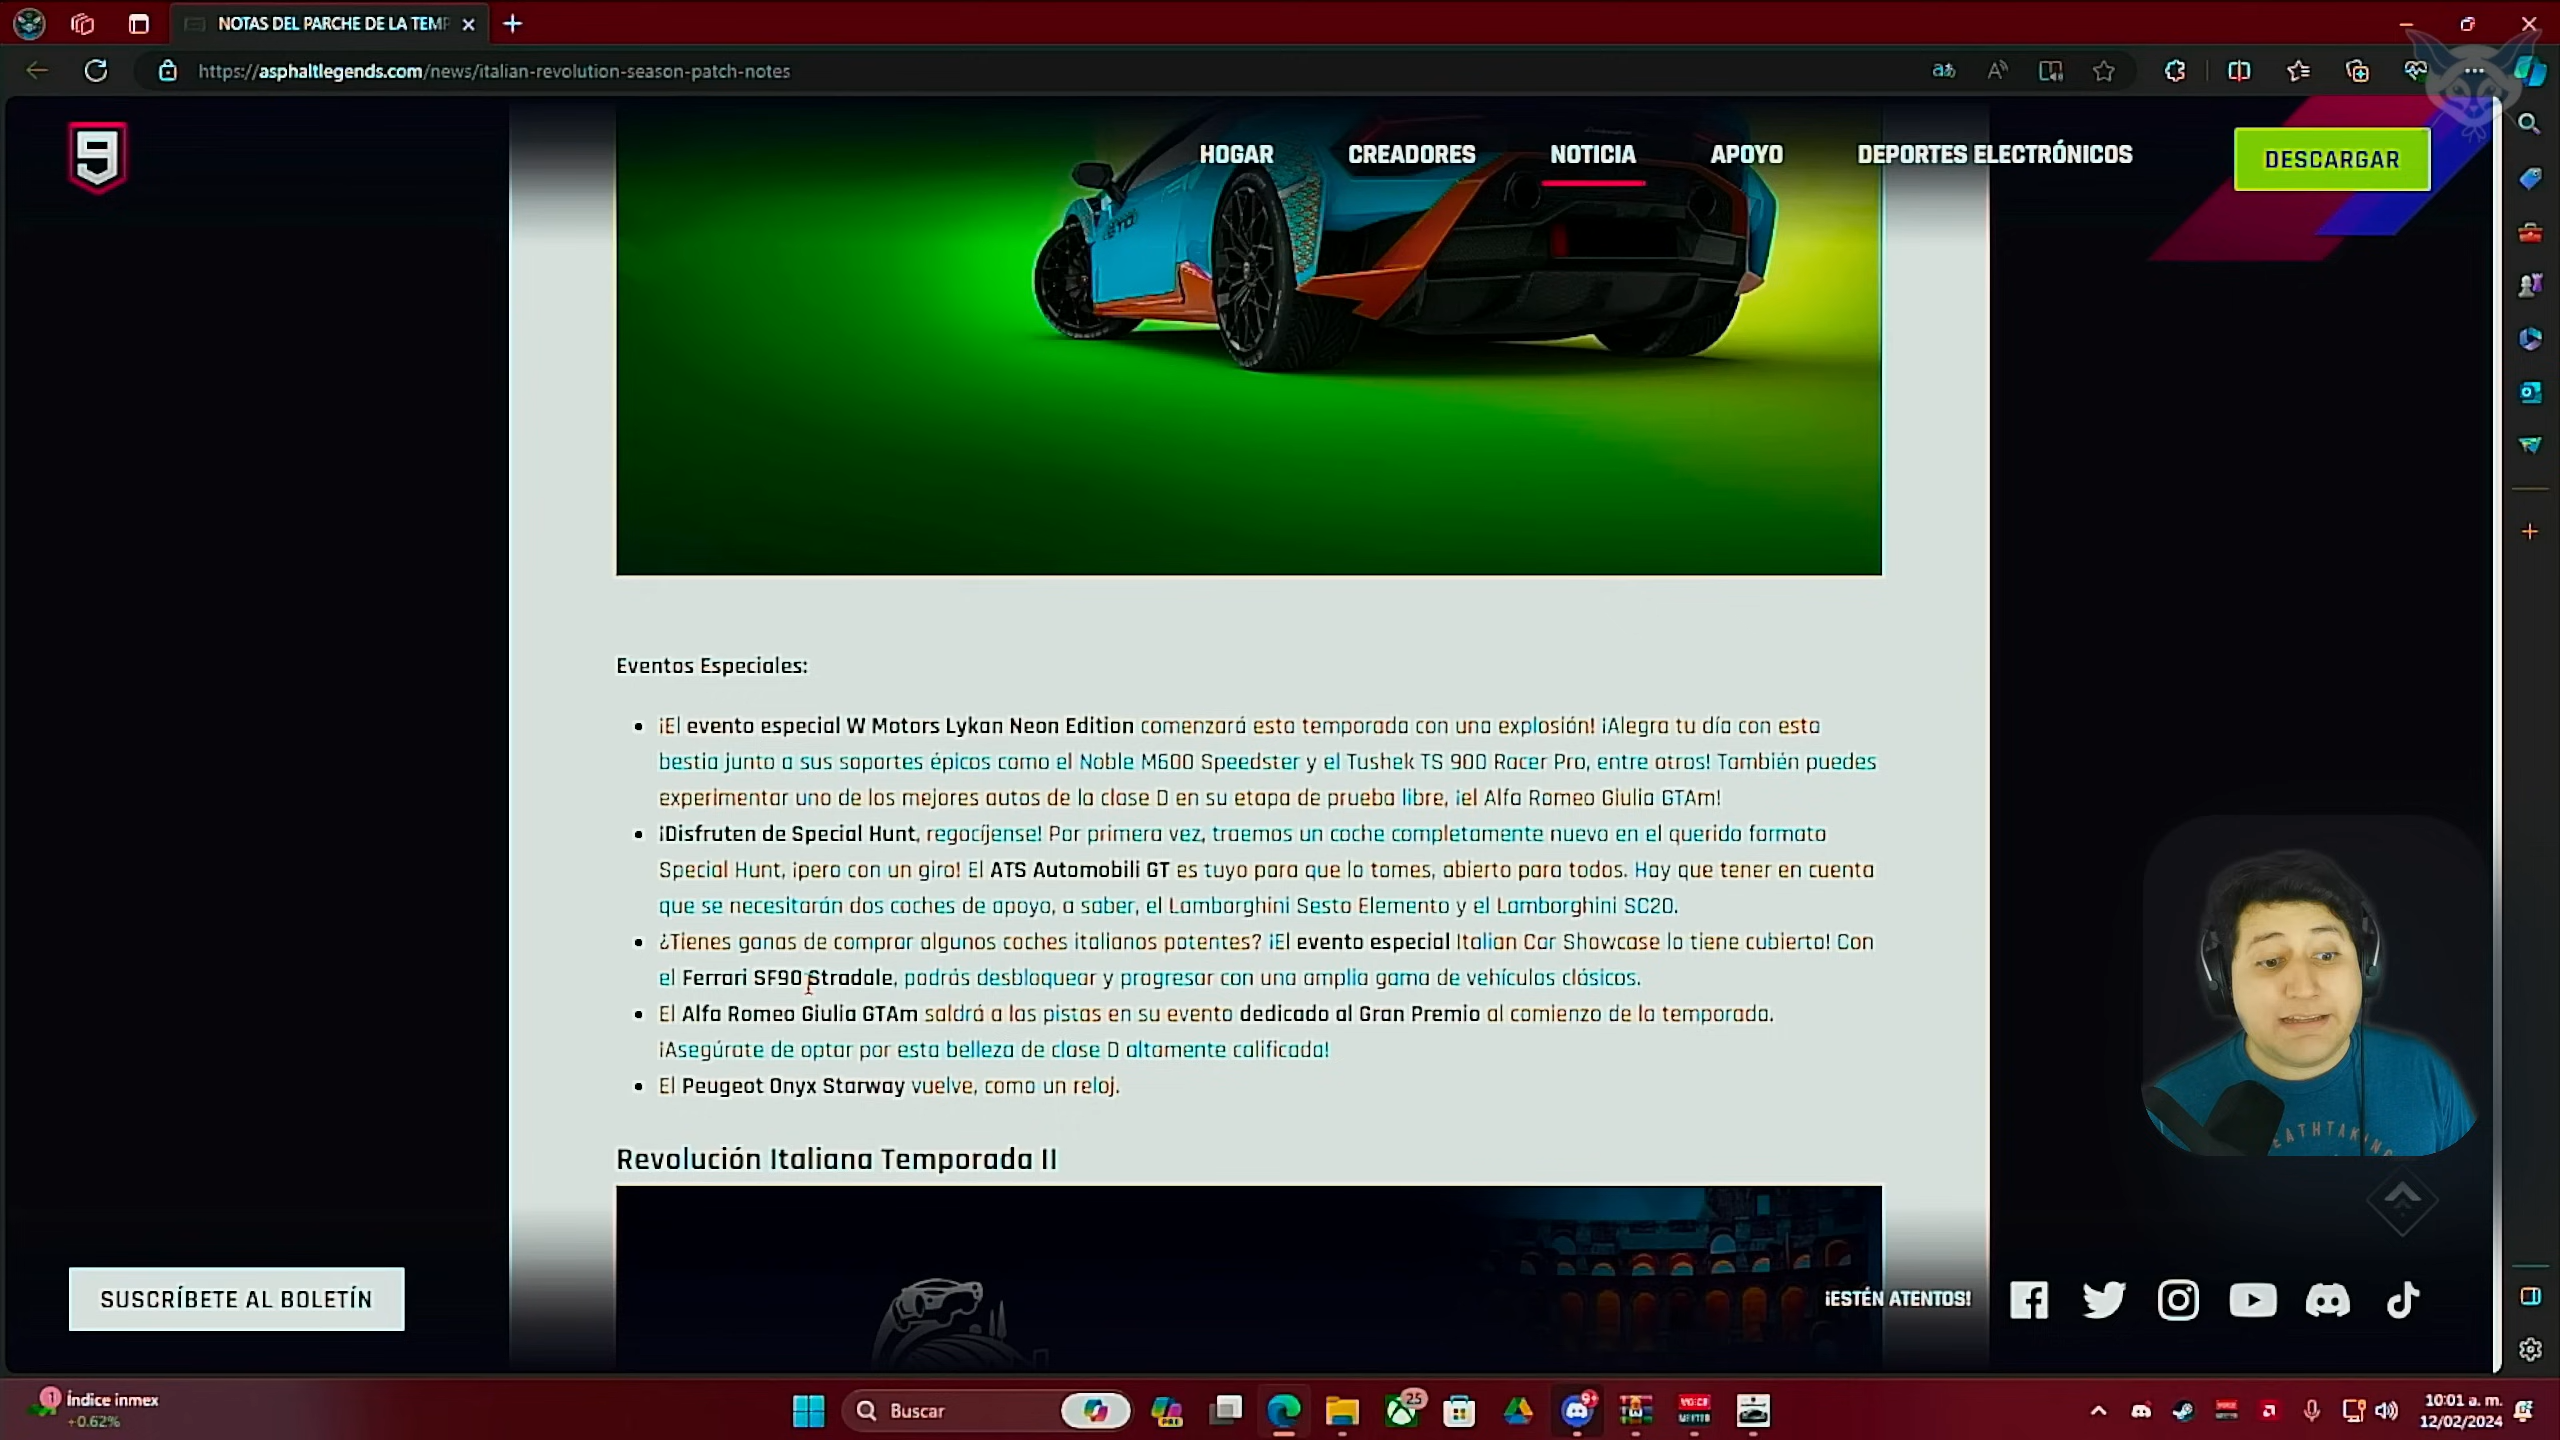 NOTAS DEL PARCHE DE LA TEMP
https://asphaltlegends.com/news/italian-revolution-season-patch-notes
9
HOGAR
CREADORES
NOTICIA
APOYO
DEPORTES ELECTRÓNICOS
DESCARGAR
Eventos Especiales:
¡El evento especial W Motors Lykan Neon Edition comenzará esta temporada con una explosión! ¡Alegra tu día con esta
bestia junto a sus soportes épicos como el Noble M600 Speedster y el Tushek TS 900 Racer Pro, entre otros! También puedes
experimentar uno de los mejores autos de la clase D en su etapa de prueba libre, ¡el Alfa Romeo Giulia GTAm!
¡Disfruten de Special Hunt, regocíjense! Por primera vez, traemos un coche completamente nuevo en el querido formato
Special Hunt, ¡pero con un giro! El ATS Automobili GT es tuyo para que lo tomes, abierto para todos. Hay que tener en cuenta
que se necesitarán dos coches de apoyo, a saber, el Lamborghini Sesto Elemento y el Lamborghini SC20.
¿Tienes ganas de comprar algunos coches italianos potentes? ¡El evento especial Italian Car Showcase lo tiene cubierto! Con
el Ferrari SF90 Stradale, podrás desbloquear y progresar con una amplia gama de vehículos clásicos.
El Alfa Romeo Giulia GTAm saldrá a las pistas en su evento dedicado al Gran Premio al comienzo de la temporada.
¡Asegúrate de optar por esta belleza de clase D altamente calificada!
El Peugeot Onyx Starway vuelve, como un reloj.
Revolución Italiana Temporada II
SUSCRÍBETE AL BOLETÍN
¡ESTÉN ATENTOS!
1
Índice inmex
+0.62%
Buscar
PRE
25
9+
10:01 a. m.
12/02/2024